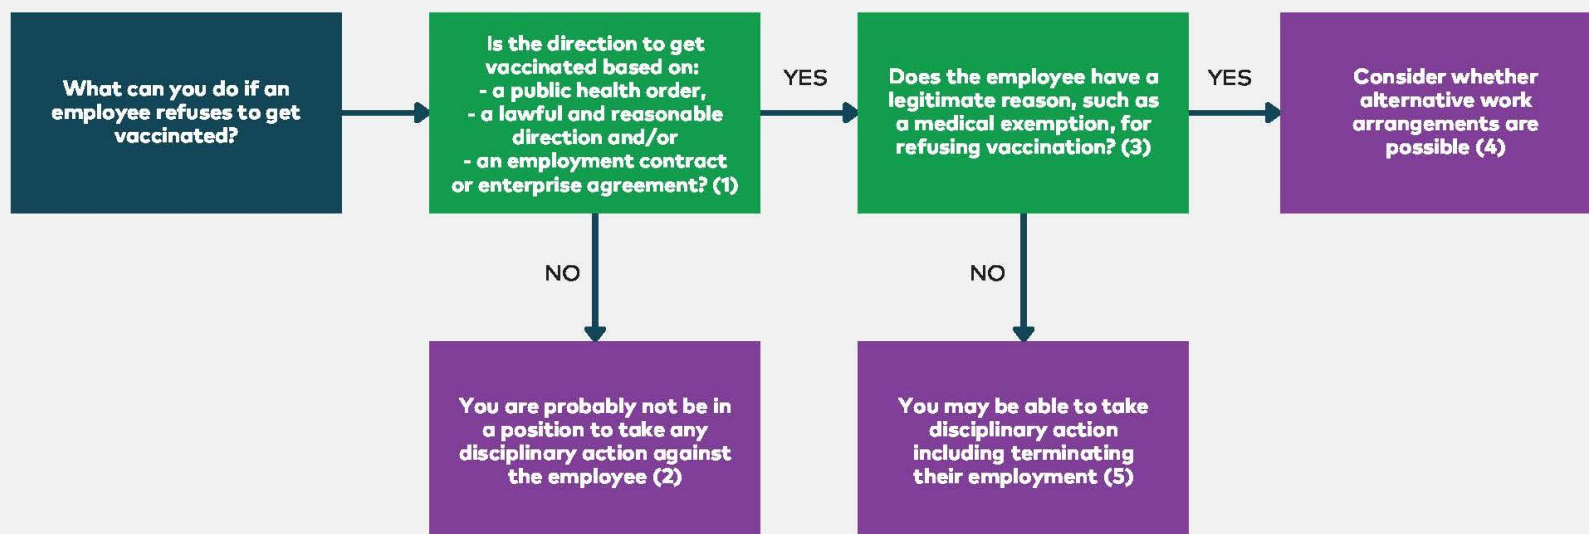 What can you do if an
employee refuses to get
vaccinated?
Is the direction to get
vaccinated based on:
- a public health order,
- a lawful and reasonable
direction and/or
- an employment contract
or enterprise agreement? (1)
YES
Does the employee have a
legitimate reason, such as
a medical exemption, for
refusing vaccination? (3)
YES
Consider whether
alternative work
arrangements are
possible (4)
NO
NO
You are probably not be in
a position to take any
disciplinary action against
the employee (2)
You may be able to take
disciplinary action
including terminating
their employment (5)